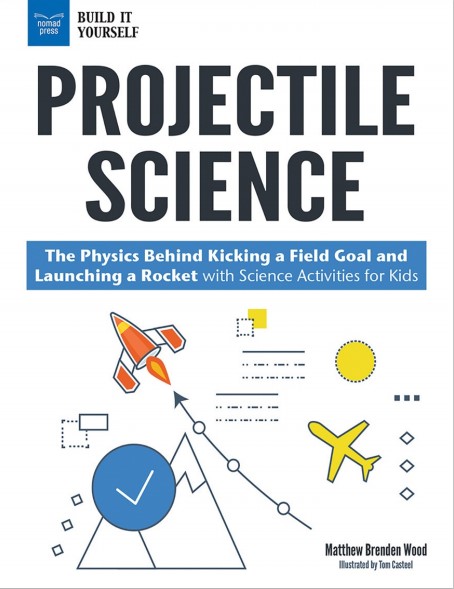 nomad
press
BUILD IT
YOURSELF
PROJECTILE
SCIENCE
The Physics Behind Kicking a Field Goal and
Launching a Rocket with Science Activities for Kids
Matthew Brenden Wood
Illustrated by Tom Casteel